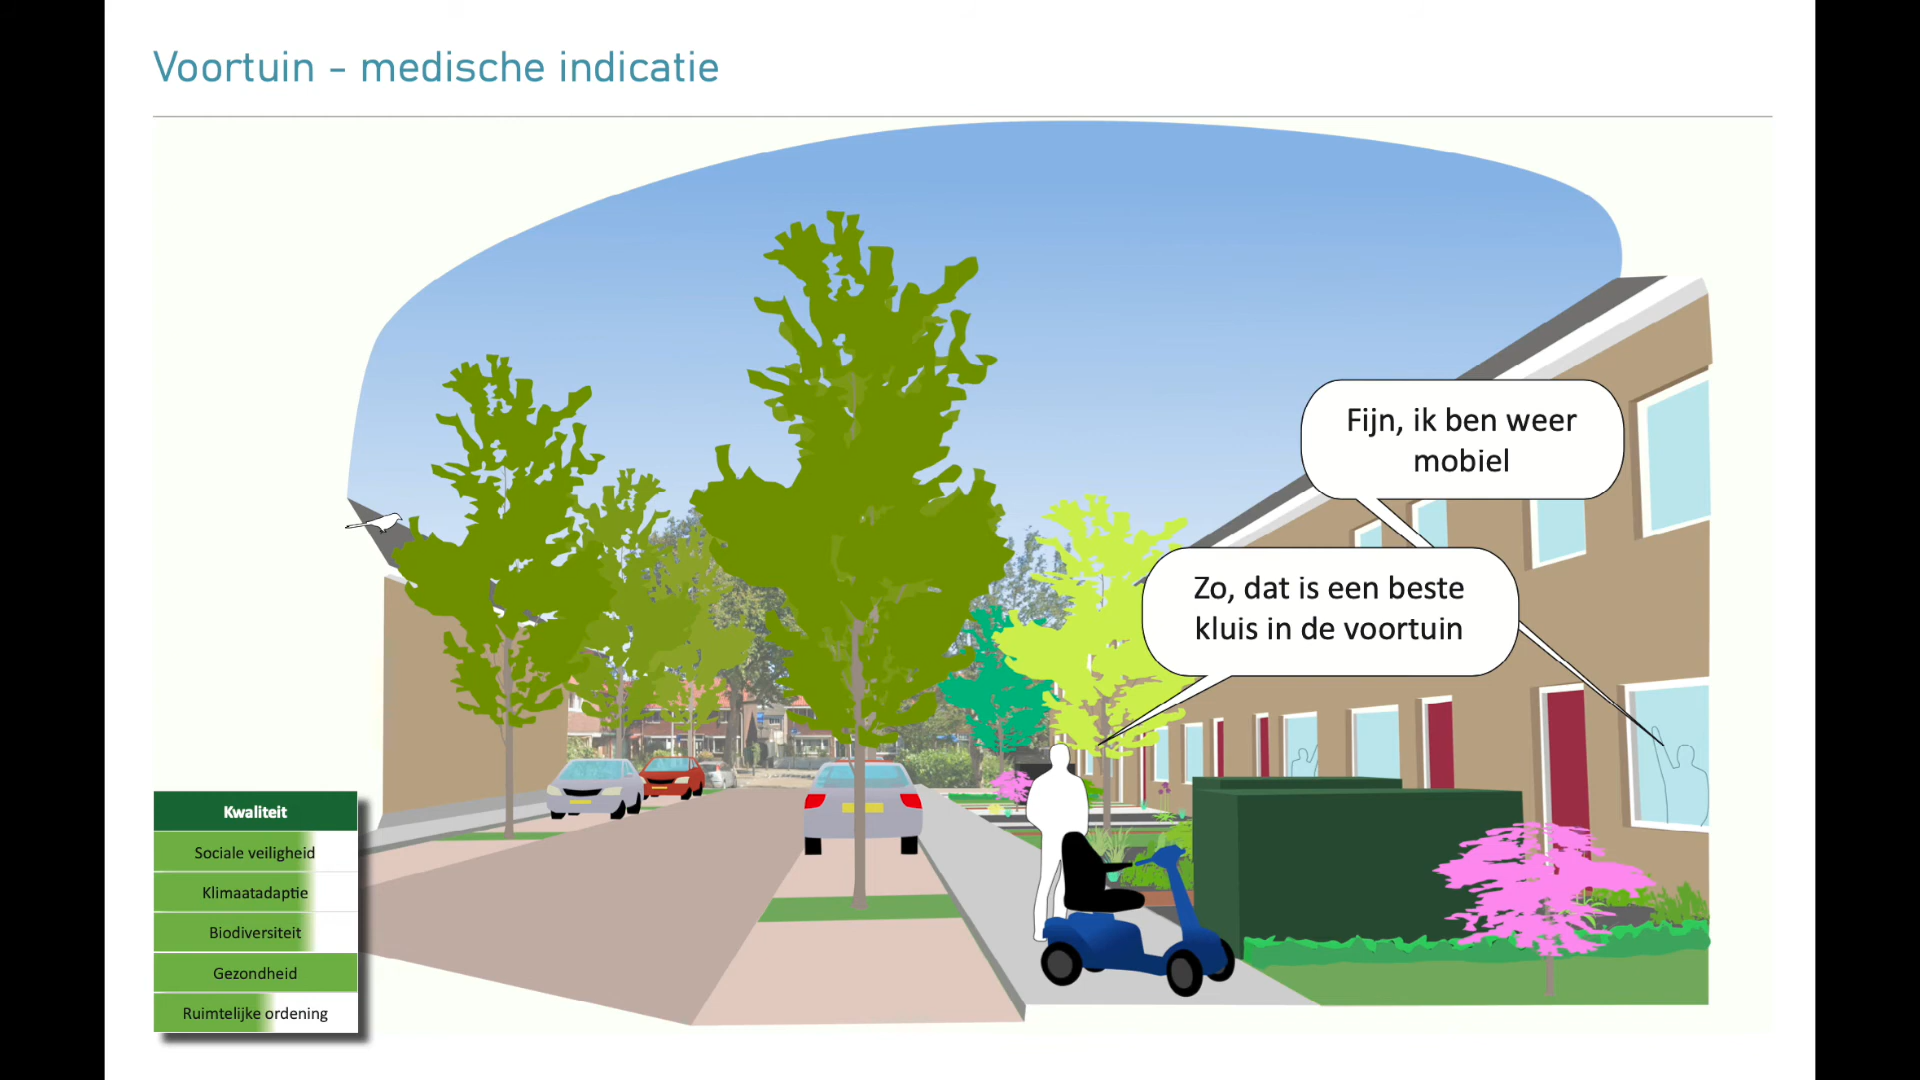 Voortuin - medische indicatie
Fijn, ik ben weer
mobiel
Zo, dat is een beste
kluis in de voortuin
Kwaliteit
Sociale veiligheid
Klimaatadaptie
Biodiversiteit
Gezondheid
Ruimtelijke ordening